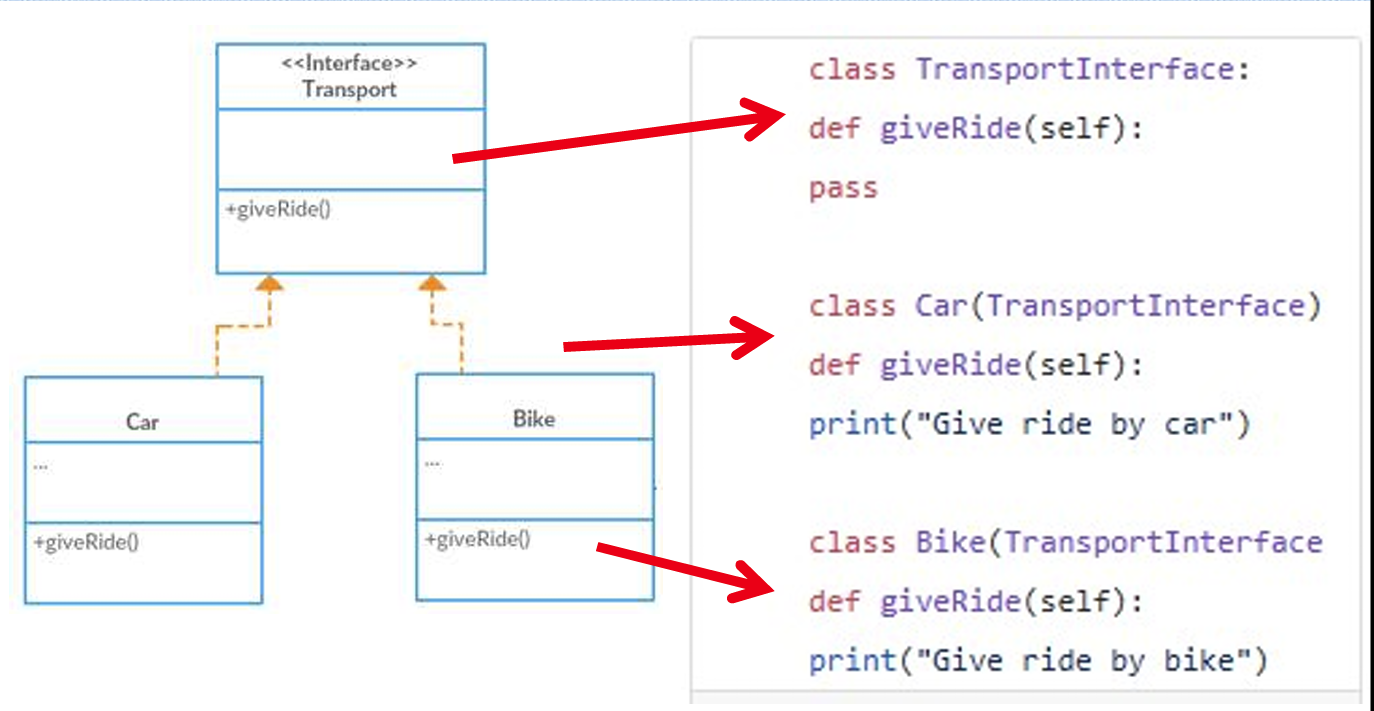 <<Interface>>
Transport
+giveRide()
Car
...
+giveRide()
Bike
...
+giveRide()
class TransportInterface:
def giveRide(self):
pass
class Car(TransportInterface)
def giveRide(self):
print("Give ride by car")
class Bike(TransportInterface
def giveRide(self):
print("Give ride by bike")